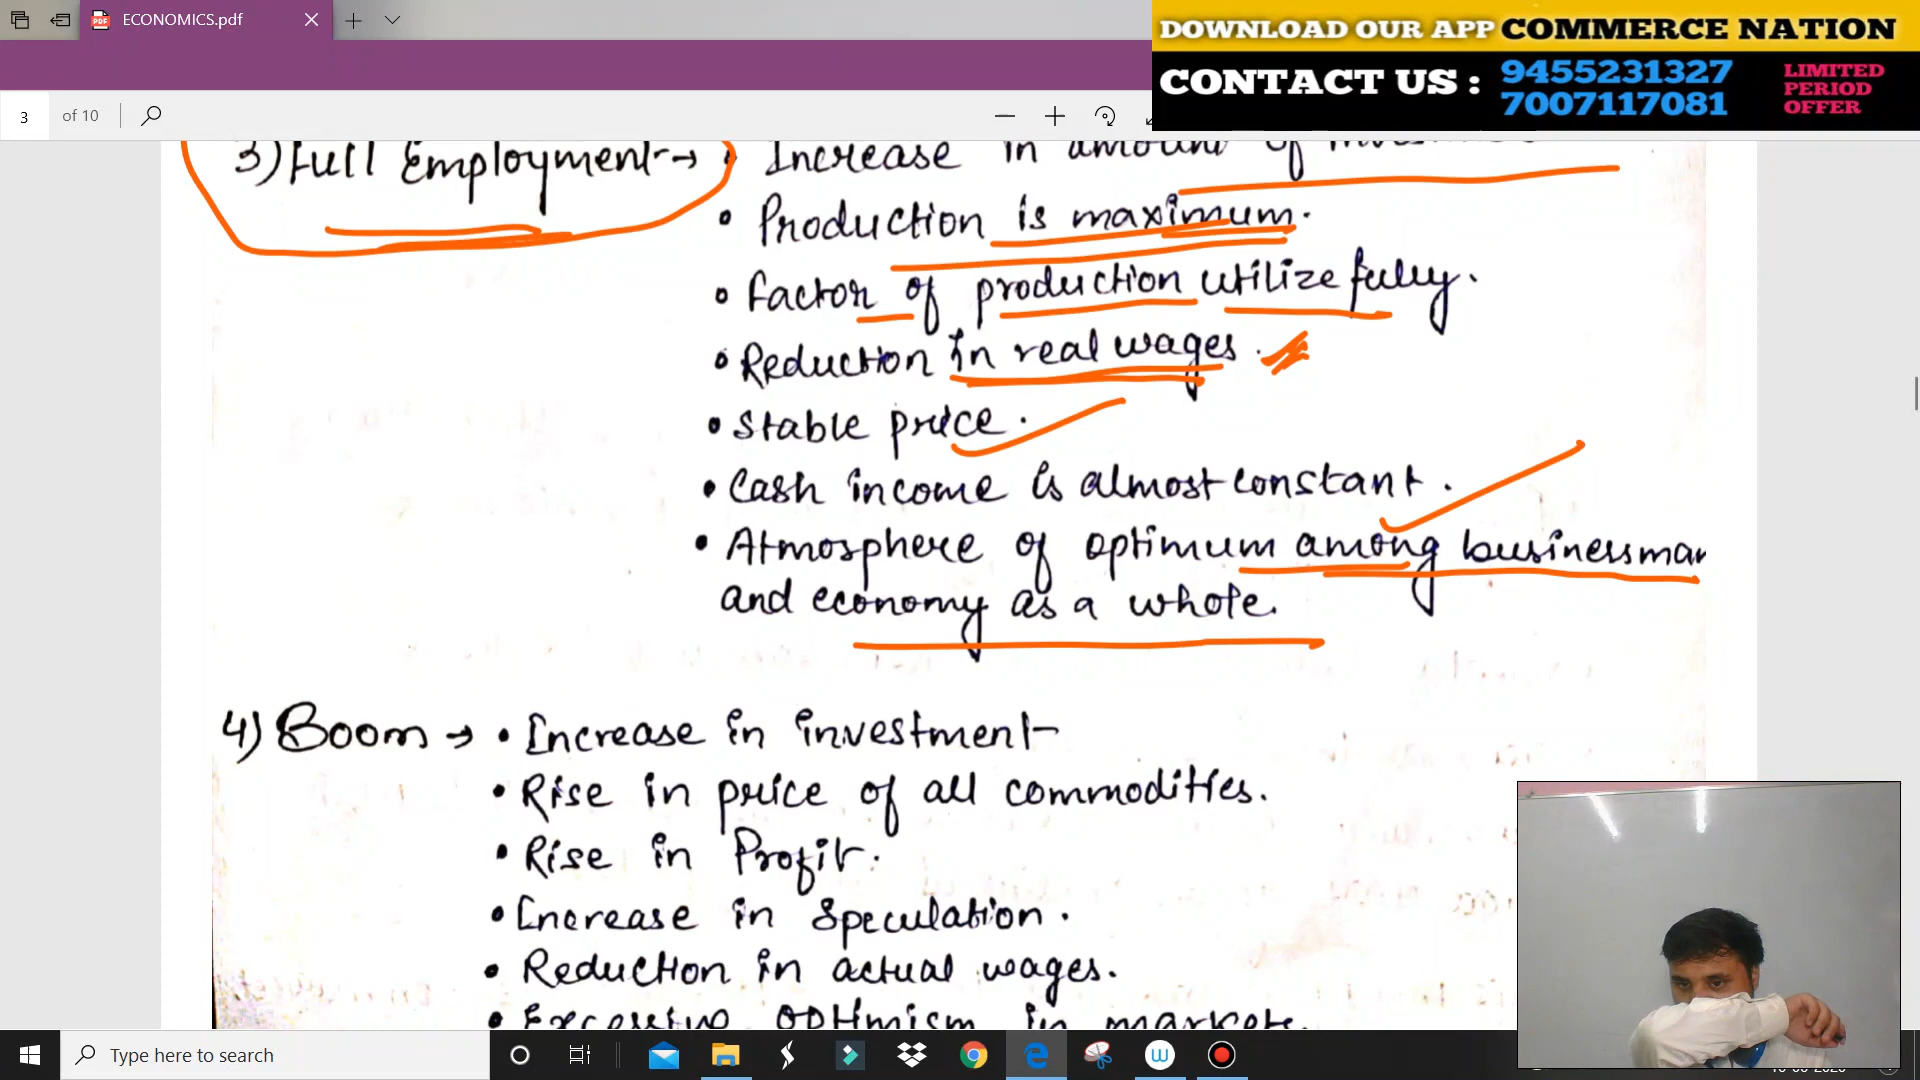 ECONOMICS.pdf
DOWNLOAD OUR APP COMMERCE NATION
CONTACT US : 9455231327
7007117081
LIMITED
PERIOD
OFFER
3 of 10
3) Full Employment → • Increase in amount of
• Production is maximum.
• Factor of production utilize fully.
• Reduction in real wages.
• Stable price.
• Cash income is almost constant.
• Atmosphere of optimum among businessman
and economy as a whole.
4) Boom → • Increase in investment
• Rise in price of all commodities.
• Rise in Profit.
• Increase in Speculation.
• Reduction in actual wages.
• Excessive optimism in market.
Type here to search